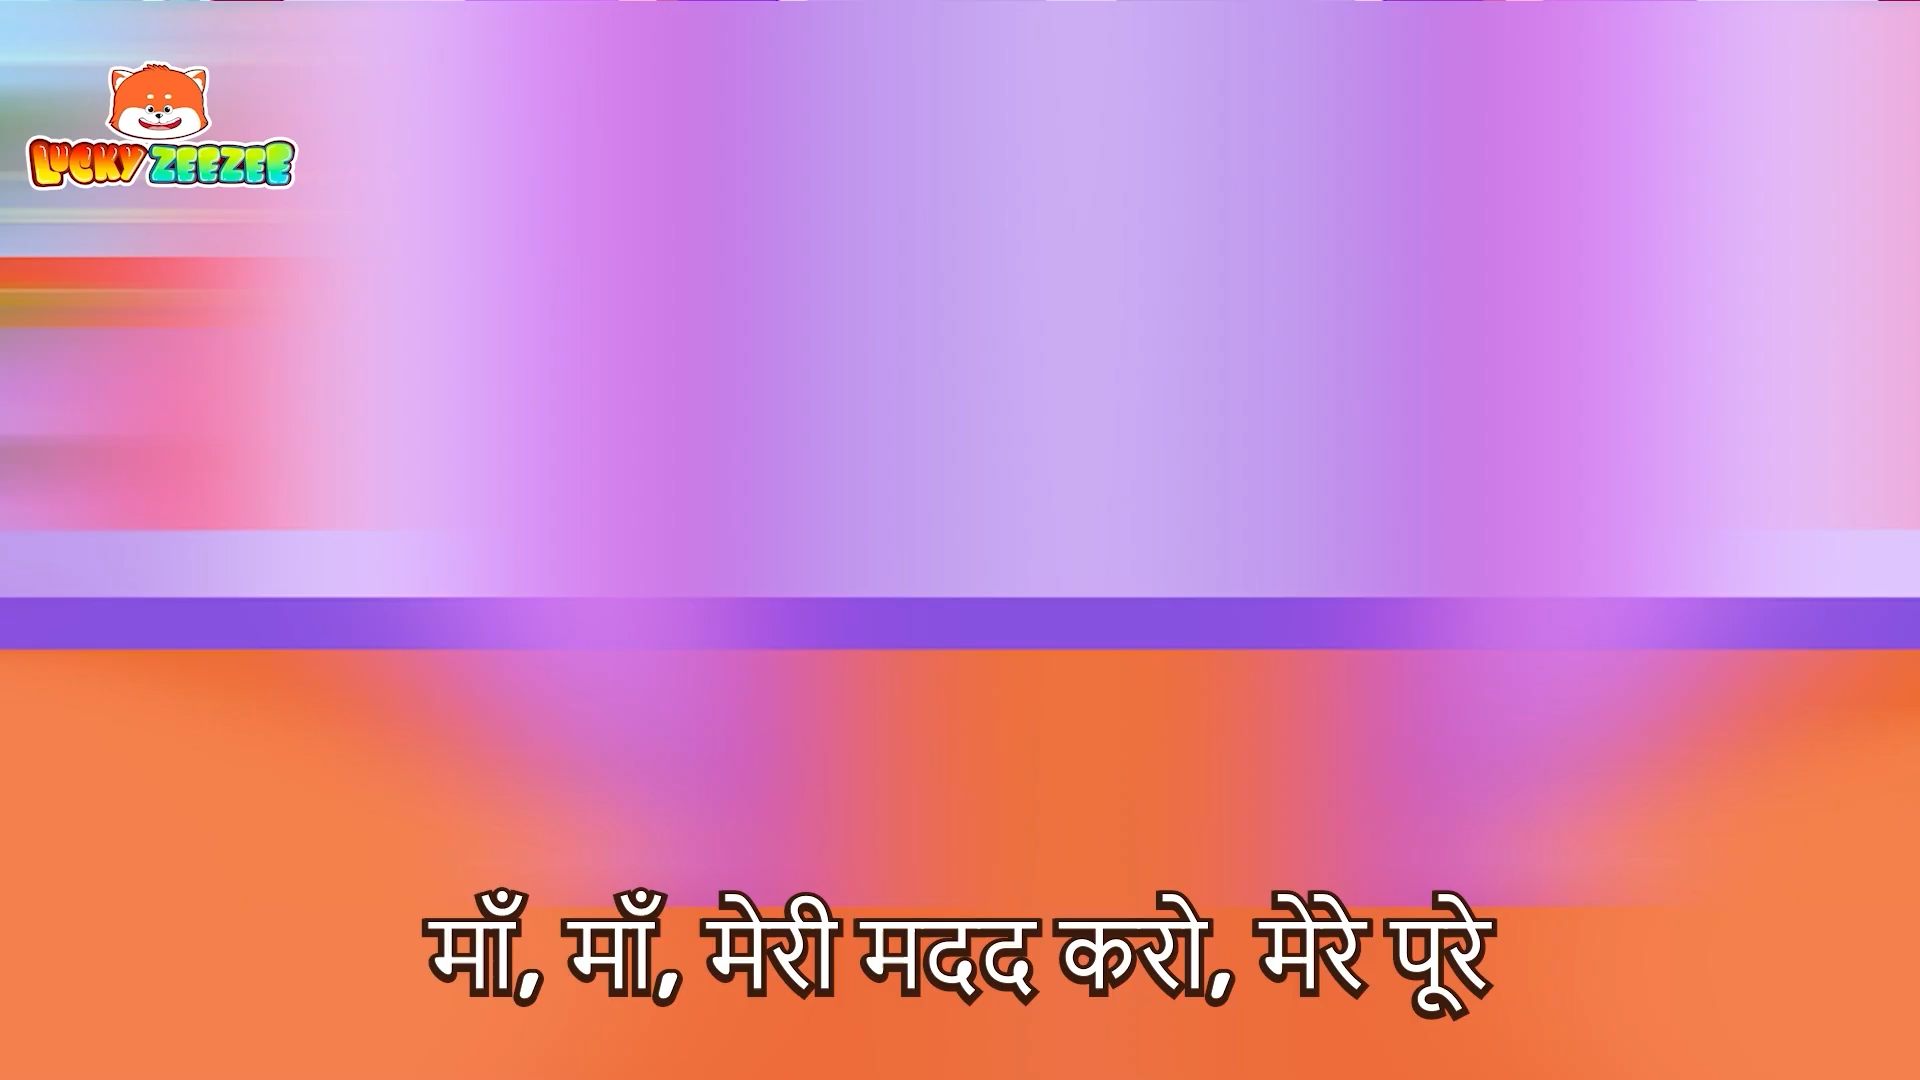 LUCKY ZEEZEE
माँ, माँ, मेरी मदद करो, मेरे पूरे